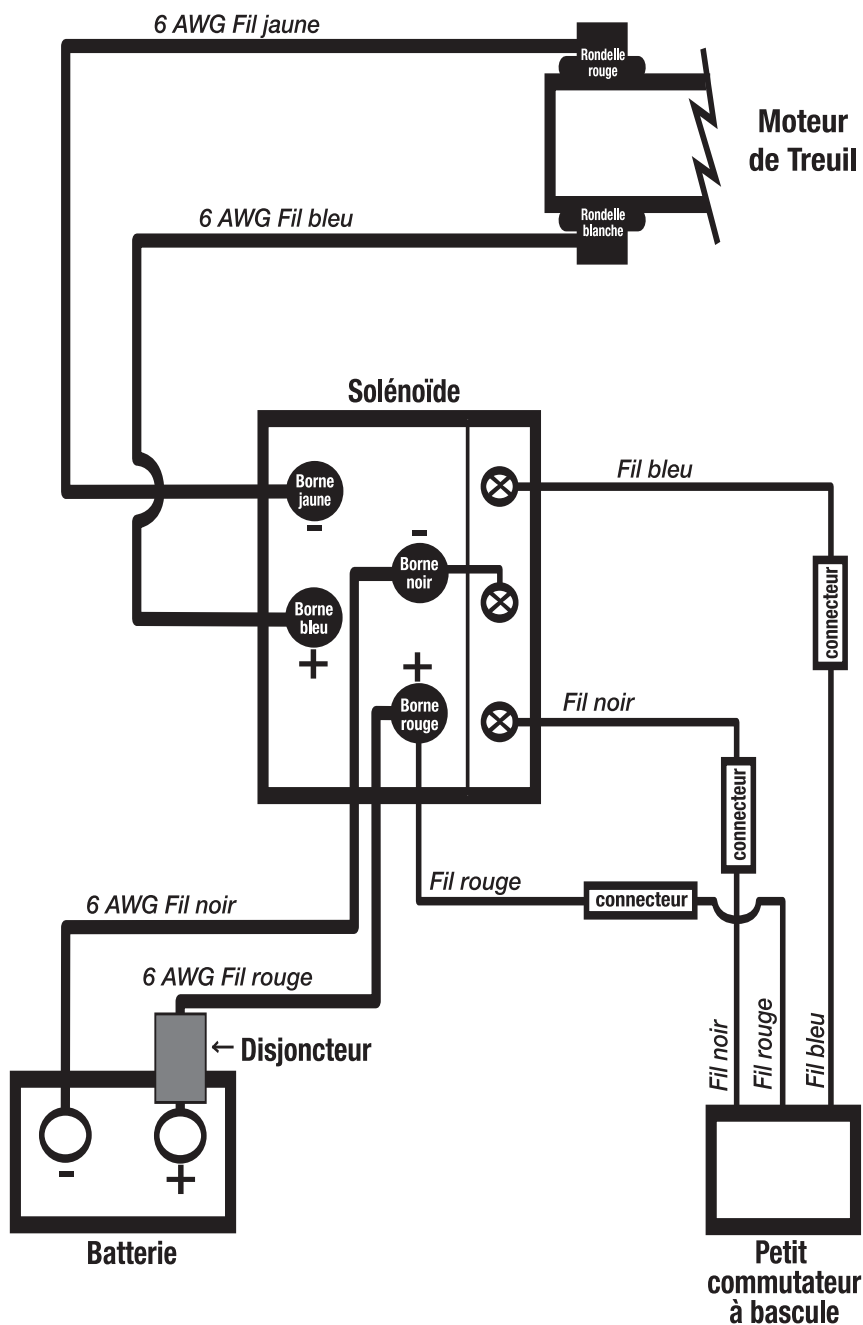 6 AWG Fil jaune
Rondelle
rouge
Moteur
de Treuil
6 AWG Fil bleu
Rondelle
blanche
Solénoïde
Borne
jaune
-
Fil bleu
-
Borne
noir
connecteur
Borne
bleu
+
+
Borne
rouge
Fil noir
connecteur
Fil rouge
connecteur
6 AWG Fil noir
6 AWG Fil rouge
← Disjoncteur
Fil noir
Fil rouge
Fil bleu
-
+
Batterie
Petit
commutateur
à bascule